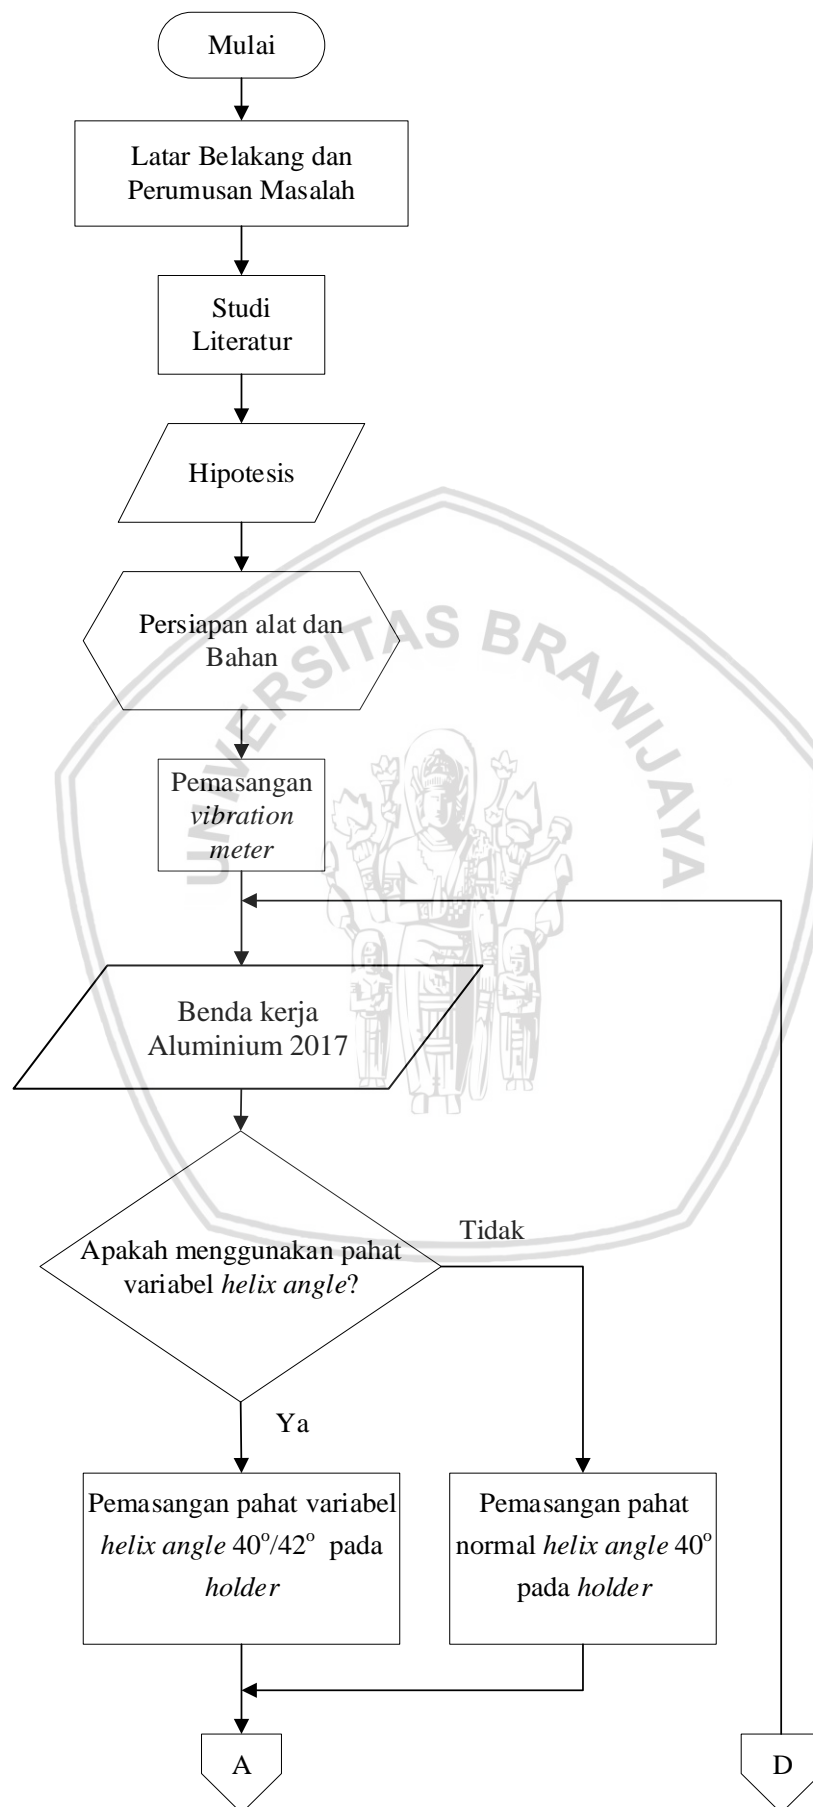 Mulai
Latar Belakang dan
Perumusan Masalah
Studi
Literatur
Hipotesis
Persiapan alat dan
Bahan
UNIVERSITAS BRAWIJAYA
Pemasangan
vibration
meter
Benda kerja
Aluminium 2017
Apakah menggunakan pahat
variabel helix angle?
Tidak
Ya
Pemasangan pahat variabel
helix angle 40°/42° pada
holder
Pemasangan pahat
normal helix angle 40°
pada holder
A
D